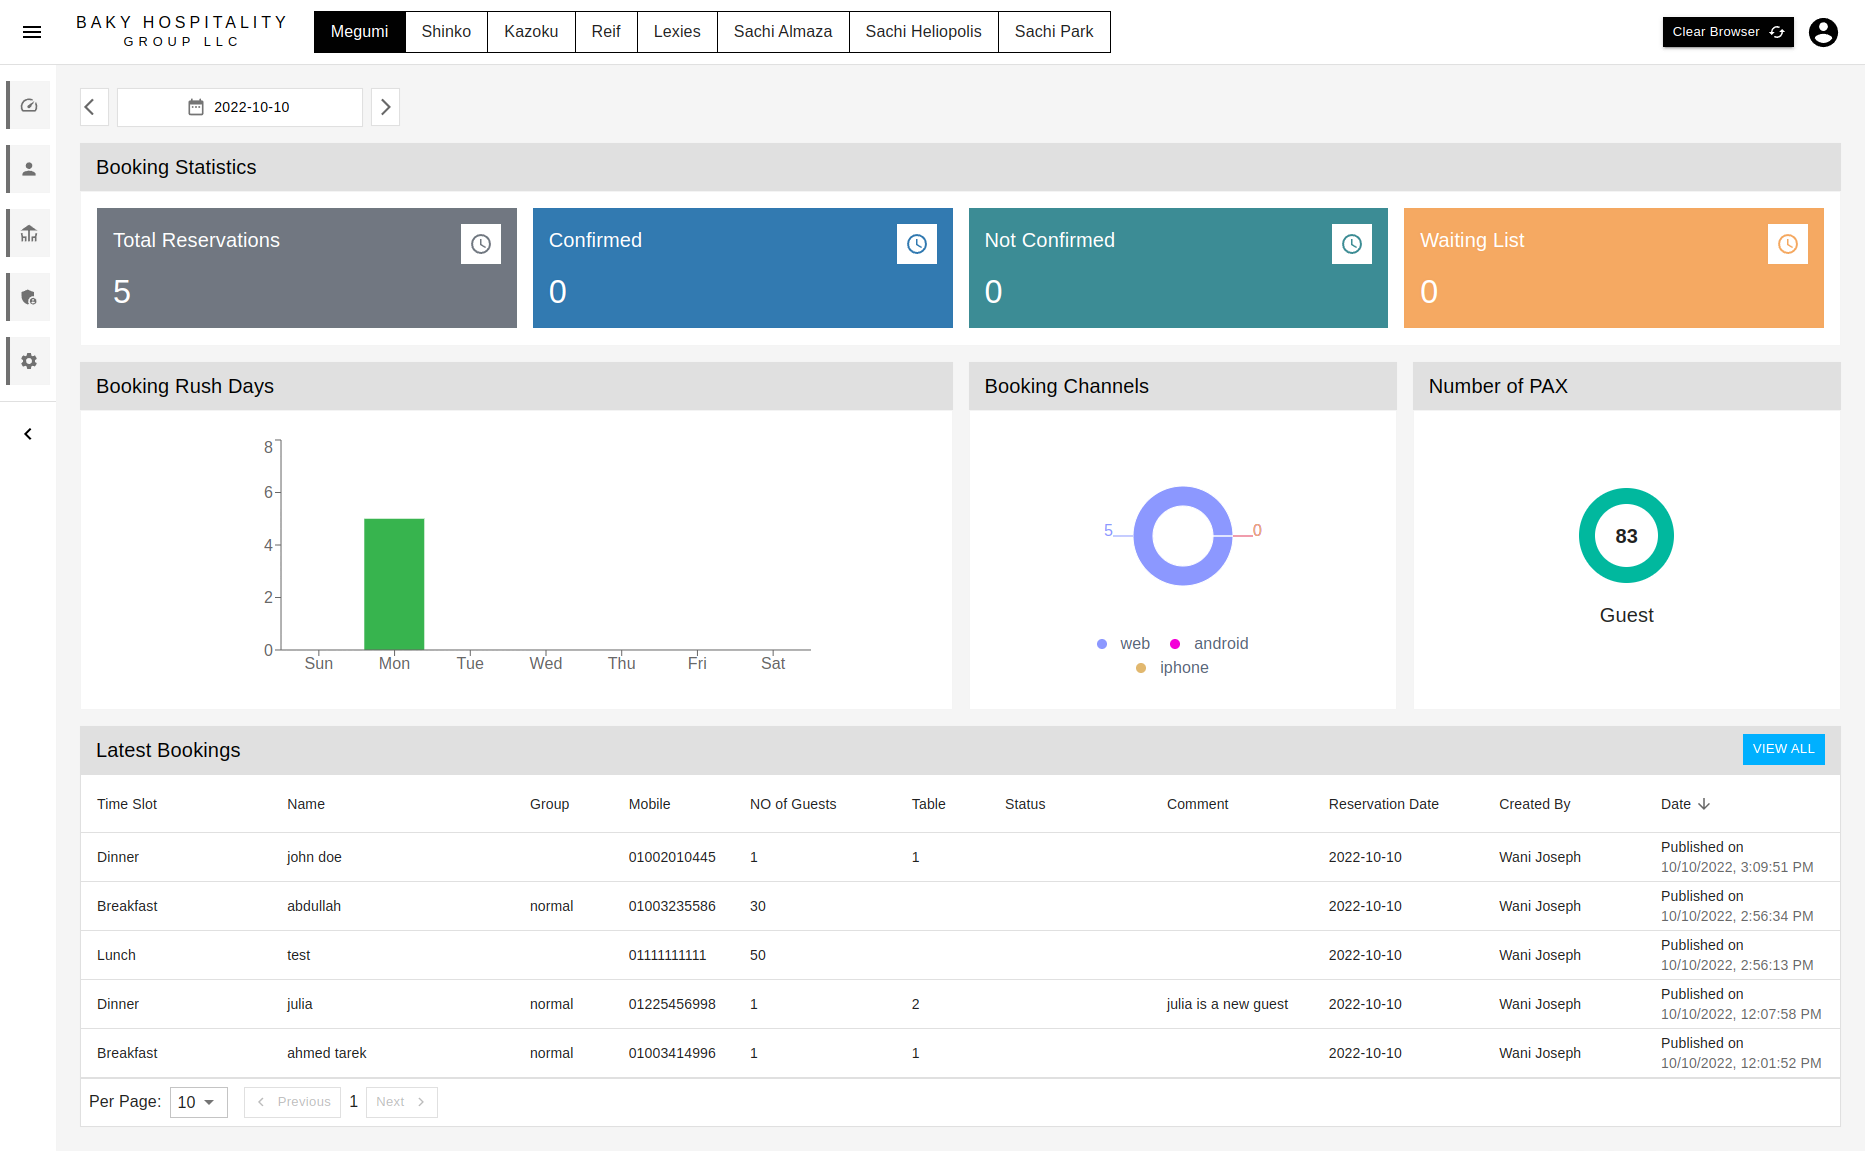 BAKY HOSPITALITY
GROUP LLC
Megumi Shinko Kazoku Reif Lexies Sachi Almaza Sachi Heliopolis Sachi Park
Clear Browser
2022-10-10
Booking Statistics
Total Reservations
5
Confirmed
0
Not Confirmed
0
Waiting List
0
Booking Rush Days
8
6
4
2
0
Sun Mon Tue Wed Thu Fri Sat
Booking Channels
5 0
web android
iphone
Number of PAX
83
Guest
Latest Bookings
VIEW ALL
Time Slot Name Group Mobile NO of Guests Table Status Comment Reservation Date Created By Date
Dinner john doe 01002010445 1 1 2022-10-10 Wani Joseph Published on
10/10/2022, 3:09:51 PM
Breakfast abdullah normal 01003235586 30 2022-10-10 Wani Joseph Published on
10/10/2022, 2:56:34 PM
Lunch test 01111111111 50 2022-10-10 Wani Joseph Published on
10/10/2022, 2:56:13 PM
Dinner julia normal 01225456998 1 2 julia is a new guest 2022-10-10 Wani Joseph Published on
10/10/2022, 12:07:58 PM
Breakfast ahmed tarek normal 01003414996 1 1 2022-10-10 Wani Joseph Published on
10/10/2022, 12:01:52 PM
Per Page: 10 Previous 1 Next